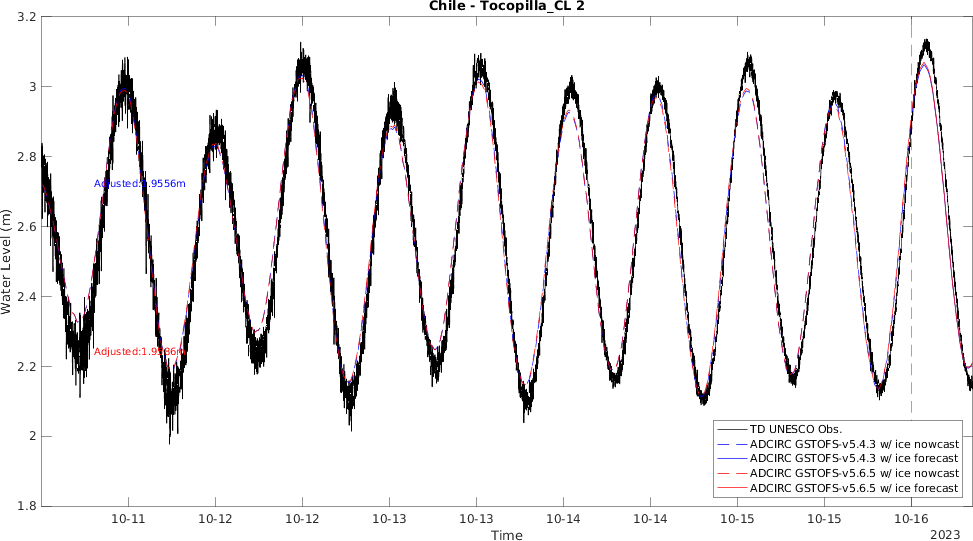 Chile - Tocopilla_CL 2
3.2
3
2.8
2.6
2.4
2.2
2
1.8
Water Level (m)
Adjusted:
Adjusted:
TD UNESCO Obs.
ADCIRC GSTOFS-v5.4.3 w/ ice nowcast
ADCIRC GSTOFS-v5.4.3 w/ ice forecast
ADCIRC GSTOFS-v5.6.5 w/ ice nowcast
ADCIRC GSTOFS-v5.6.5 w/ ice forecast
10-11 10-12 10-12 10-13 10-13 10-14 10-14 10-15 10-15 10-16
Time
2023